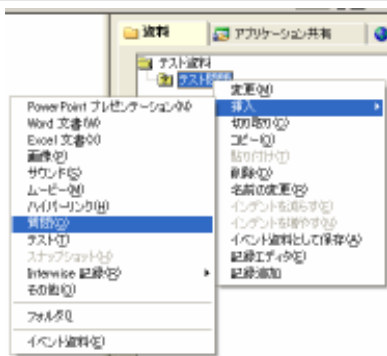 資料
アプリケーション共有
テスト資料
テスト問題
変更(M)
挿入
切り取り(C)
コピー(O)
貼り付け(T)
削除(D)
名前の変更(R)
インデントを減らす(E)
インデントを増やす(N)
イベント資料として保存(A)
記録エディタ(E)
記録追加
PowerPoint プレゼンテーション(N)
Word 文書(W)
Excel 文書(X)
画像(P)
サウンド(S)
ムービー(M)
ハイパーリンク(H)
質問(Q)
テスト(T)
スナップショット(H)
Interwise 記録(R)
その他(O)
フォルダ(L)
イベント資料(E)